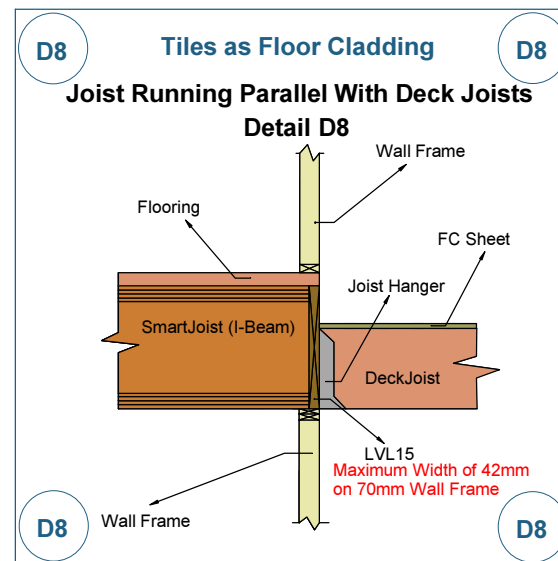 D8
Tiles as Floor Cladding
D8
Joist Running Parallel With Deck Joists
Detail D8
Wall Frame
Flooring
FC Sheet
Joist Hanger
SmartJoist (I-Beam)
DeckJoist
LVL15
Maximum Width of 42mm
on 70mm Wall Frame
Wall Frame
D8
D8